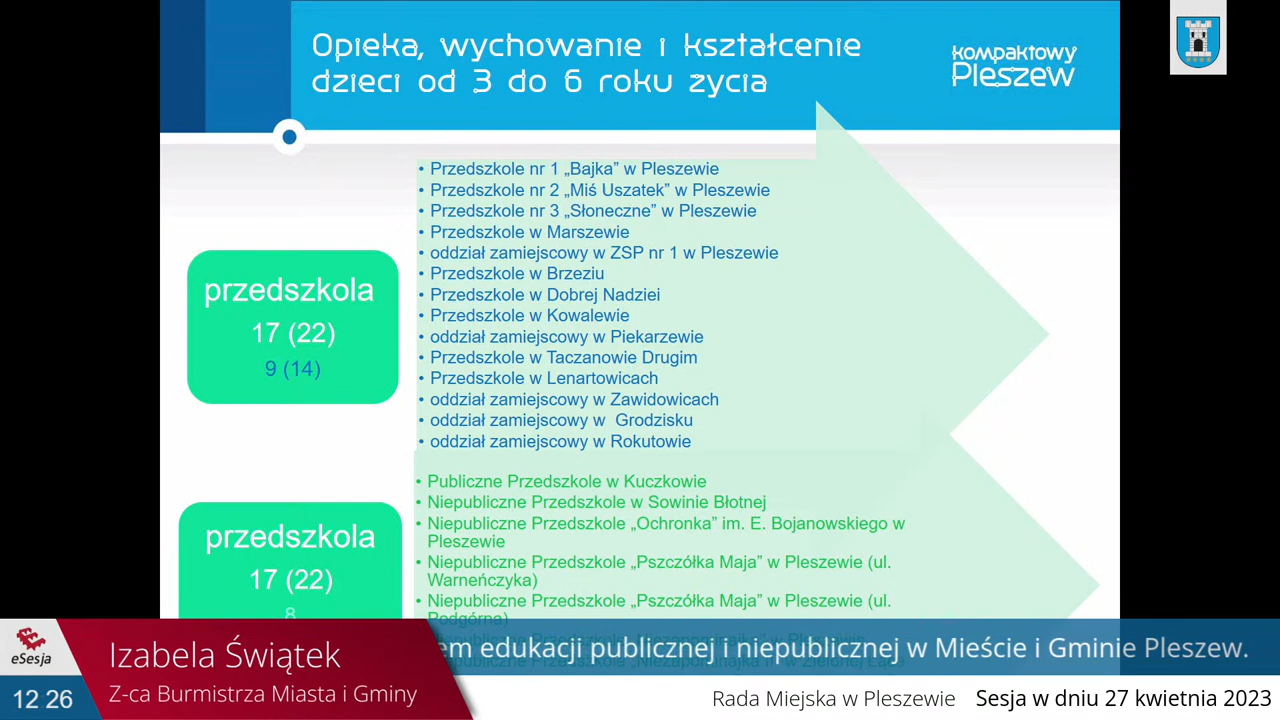 Opieka, wychowanie i kształcenie
dzieci od 3 do 6 roku życia
kompaktowy
Pleszew
przedszkola
17 (22)
9 (14)
• Przedszkole nr 1 „Bajka” w Pleszewie
• Przedszkole nr 2 „Miś Uszatek” w Pleszewie
• Przedszkole nr 3 „Słoneczne” w Pleszewie
• Przedszkole w Marszewie
• oddział zamiejscowy w ZSP nr 1 w Pleszewie
• Przedszkole w Brzeziu
• Przedszkole w Dobrej Nadziei
• Przedszkole w Kowalewie
• oddział zamiejscowy w Piekarzewie
• Przedszkole w Taczanowie Drugim
• Przedszkole w Lenartowicach
• oddział zamiejscowy w Zawidowicach
• oddział zamiejscowy w Grodzisku
• oddział zamiejscowy w Rokutowie
przedszkola
17 (22)
8
• Publiczne Przedszkole w Kuczkowie
• Niepubliczne Przedszkole w Sowinie Błotnej
• Niepubliczne Przedszkole „Ochronka” im. E. Bojanowskiego w
Pleszewie
• Niepubliczne Przedszkole „Pszczółka Maja” w Pleszewie (ul.
Warneńczyka)
• Niepubliczne Przedszkole „Pszczółka Maja” w Pleszewie (ul.
Podgórna)
em edukacji publicznej i niepublicznej w Mieście i Gminie Pleszew.
eSesja
Izabela Świątek
Z-ca Burmistrza Miasta i Gminy
12 26
Rada Miejska w Pleszewie Sesja w dniu 27 kwietnia 2023